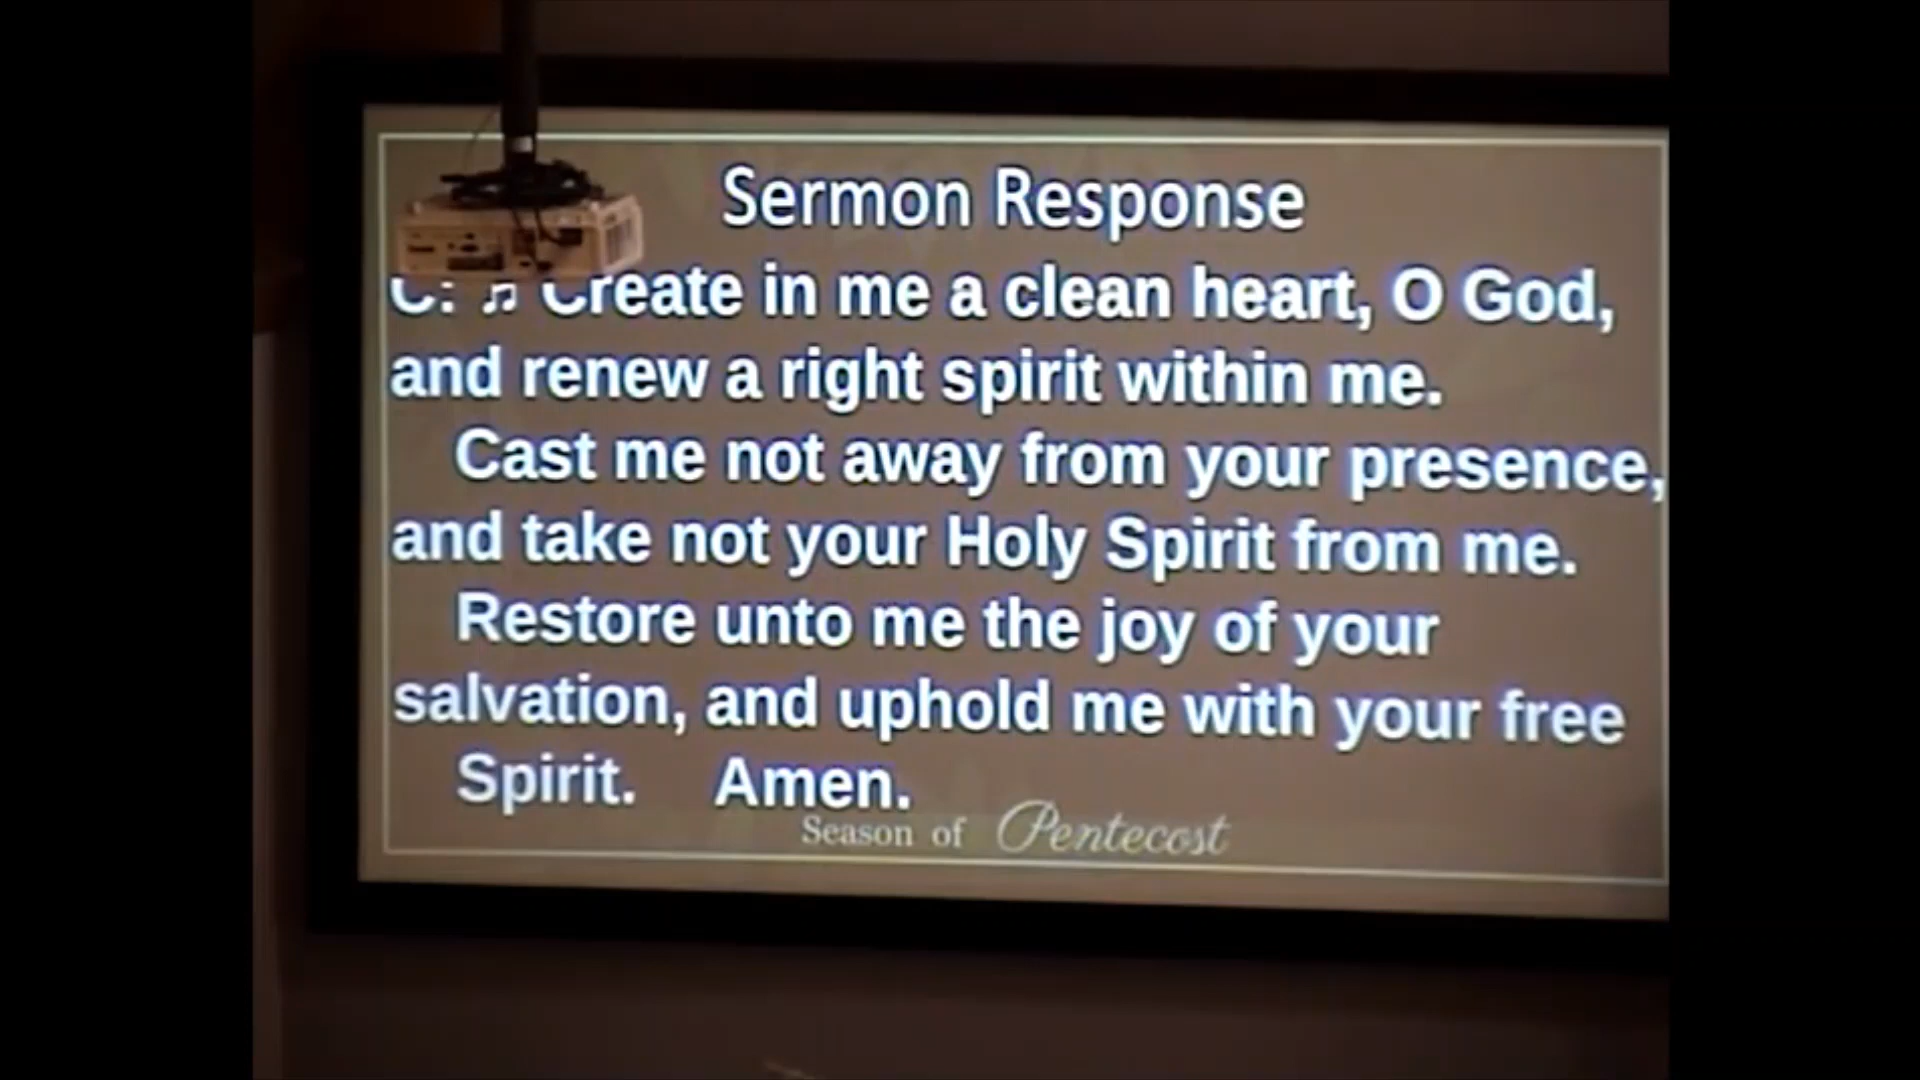 Sermon Response
C: ♫ Create in me a clean heart, O God,
and renew a right spirit within me.
Cast me not away from your presence,
and take not your Holy Spirit from me.
Restore unto me the joy of your
salvation, and uphold me with your free
Spirit. Amen.
Season of Pentecost